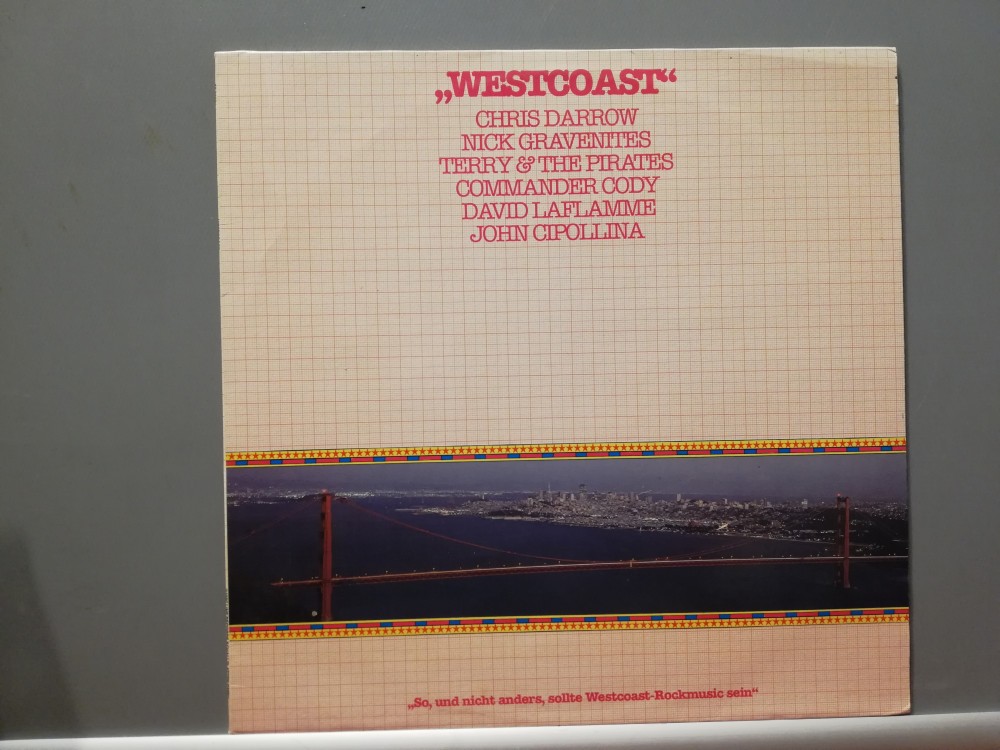 „WESTCOAST“
CHRIS DARROW
NICK GRAVENITES
TERRY & THE PIRATES
COMMANDER CODY
DAVID LAFLAMME
JOHN CIPOLLINA
„So, und nicht anders, sollte Westcoast-Rockmusic sein“